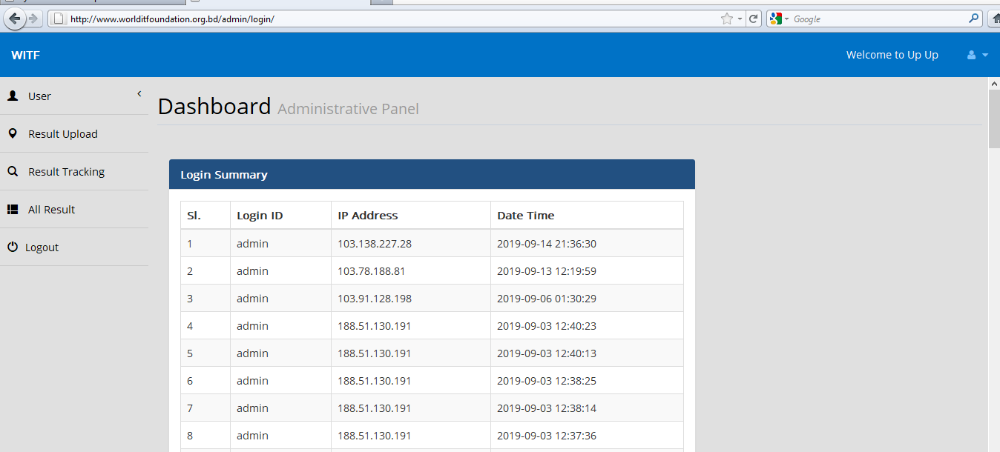 http://www.worlditfoundation.org.bd/admin/login/
Google
WITF
Welcome to Up Up
User
Result Upload
Result Tracking
All Result
Logout
Dashboard Administrative Panel
Login Summary
Sl. Login ID IP Address Date Time
1 admin 103.138.227.28 2019-09-14 21:36:30
2 admin 103.78.188.81 2019-09-13 12:19:59
3 admin 103.91.128.198 2019-09-06 01:30:29
4 admin 188.51.130.191 2019-09-03 12:40:23
5 admin 188.51.130.191 2019-09-03 12:40:13
6 admin 188.51.130.191 2019-09-03 12:38:25
7 admin 188.51.130.191 2019-09-03 12:38:14
8 admin 188.51.130.191 2019-09-03 12:37:36